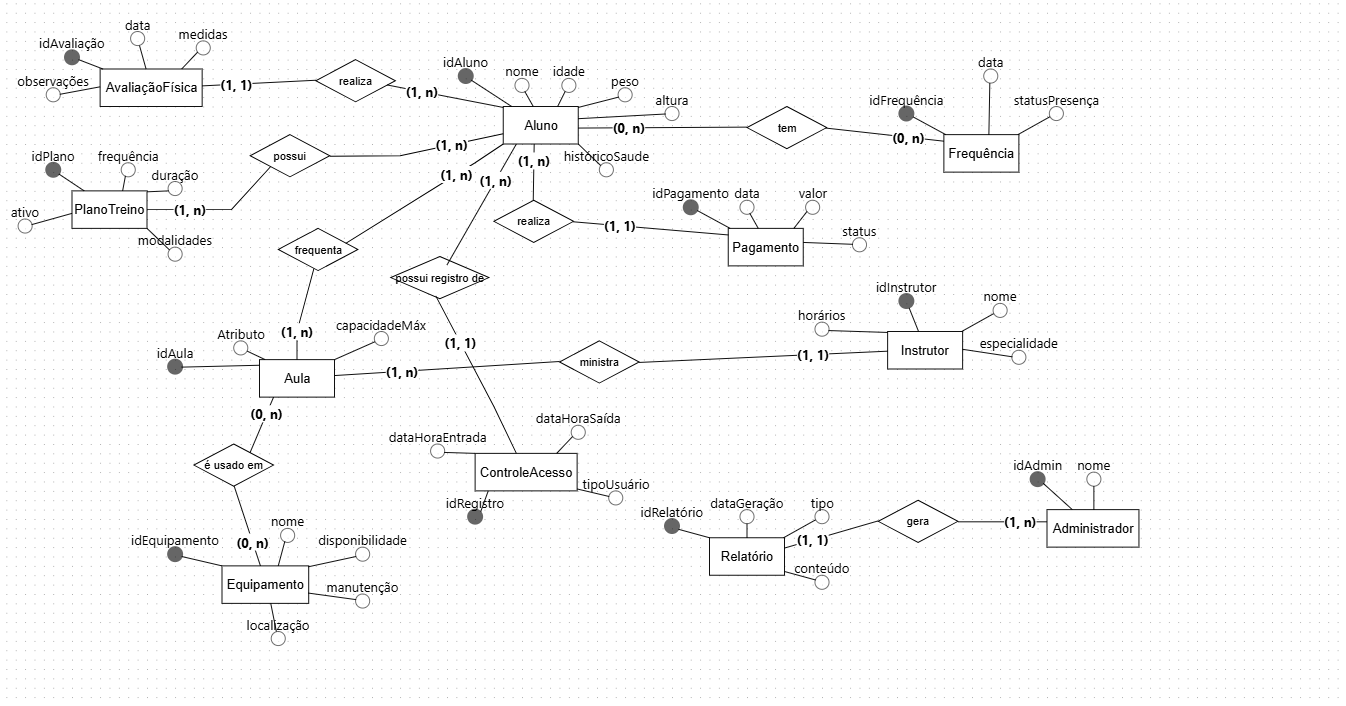 data
idAvaliação
medidas
observações
AvaliaçãoFísica
(1, 1)
realiza
(1, n)
idAluno
nome
idade
peso
altura
Aluno
(0, n)
tem
(0, n)
data
idFrequência
statusPresença
Frequência
históricoSaude
idPlano
frequência
duração
ativo
PlanoTreino
modalidades
(1, n)
possui
(1, n)
(1, n)
(1, n)
(1, n)
realiza
(1, 1)
idPagamento
data
valor
status
Pagamento
frequenta
possui registro de
(1, n)
(1, 1)
idAula
Atributo
capacidadeMáx
Aula
(1, n)
ministra
(1, 1)
idInstrutor
nome
horários
especialidade
Instrutor
(0, n)
é usado em
(0, n)
dataHoraEntrada
dataHoraSaída
ControleAcesso
tipoUsuário
idRegistro
idEquipamento
nome
disponibilidade
manutenção
Equipamento
localização
idRelatório
dataGeração
tipo
(1, 1)
Relatório
conteúdo
gera
(1, n)
idAdmin
nome
Administrador